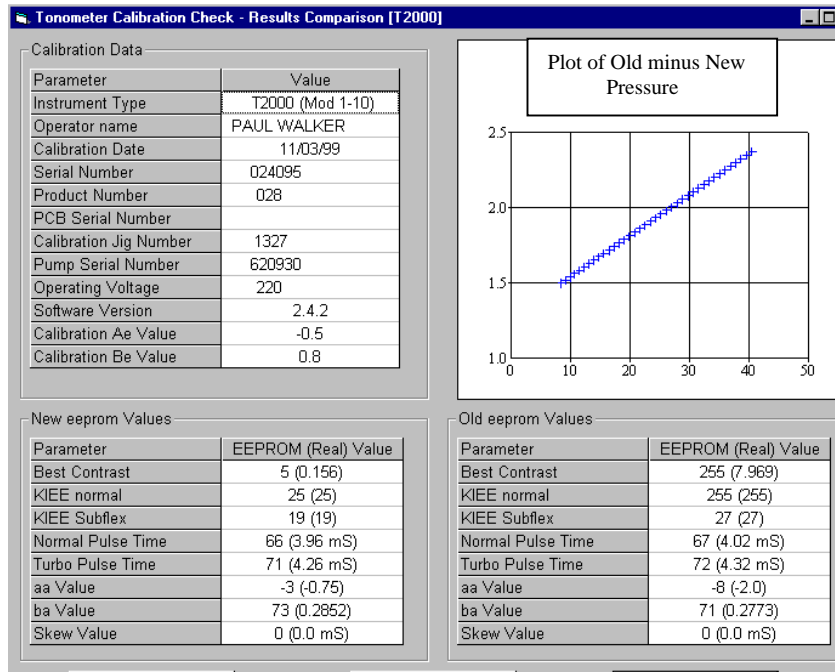 Tonometer Calibration Check - Results Comparison [T2000]
Calibration Data
Parameter Value
Instrument Type T2000 (Mod 1-10)
Operator name PAUL WALKER
Calibration Date 11/03/99
Serial Number 024095
Product Number 028
PCB Serial Number
Calibration Jig Number 1327
Pump Serial Number 620930
Operating Voltage 220
Software Version 2.4.2
Calibration Ae Value -0.5
Calibration Be Value 0.8
Plot of Old minus New
Pressure
2.5
2.0
1.5
1.0
0 10 20 30 40 50
New eeprom Values
Parameter EEPROM (Real) Value
Best Contrast 5 (0.156)
KIEE normal 25 (25)
KIEE Subflex 19 (19)
Normal Pulse Time 66 (3.96 mS)
Turbo Pulse Time 71 (4.26 mS)
aa Value -3 (-0.75)
ba Value 73 (0.2852)
Skew Value 0 (0.0 mS)
Old eeprom Values
Parameter EEPROM (Real) Value
Best Contrast 255 (7.969)
KIEE normal 255 (255)
KIEE Subflex 27 (27)
Normal Pulse Time 67 (4.02 mS)
Turbo Pulse Time 72 (4.32 mS)
aa Value -8 (-2.0)
ba Value 71 (0.2773)
Skew Value 0 (0.0 mS)